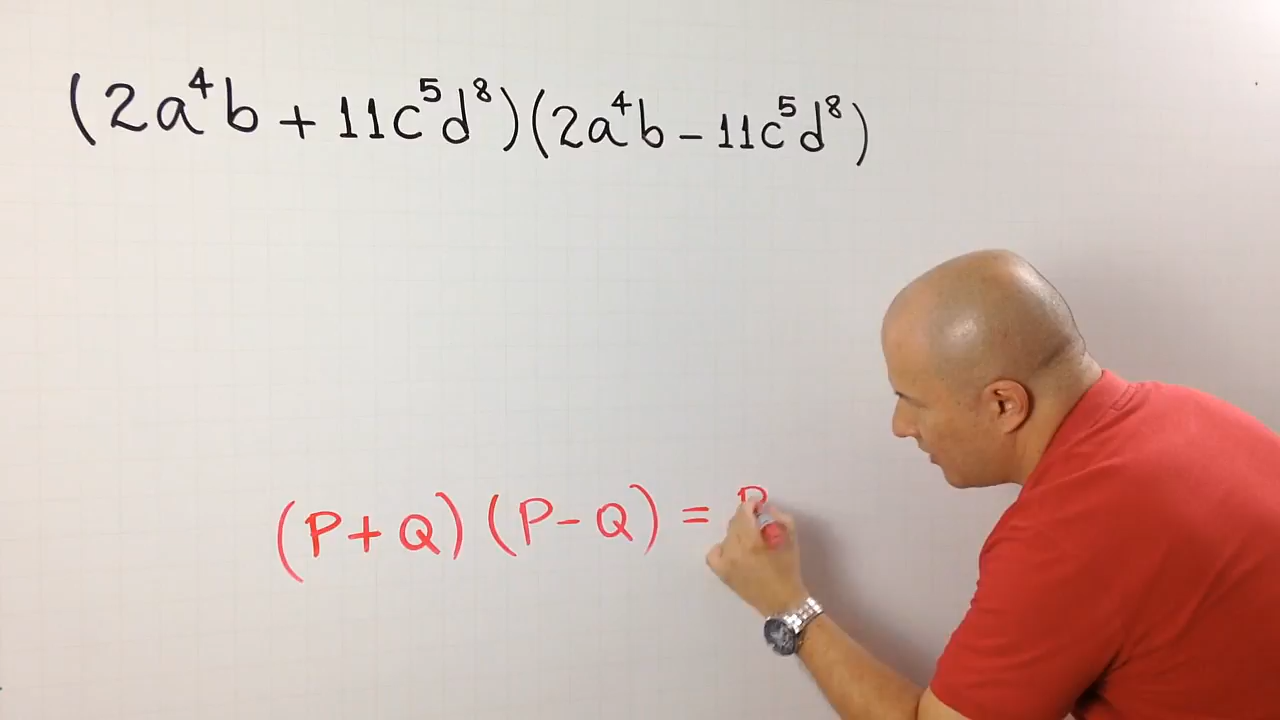 (2a⁴b + 11c⁵d⁸)(2a⁴b - 11c⁵d⁸)
(P+Q) (P-Q) = P